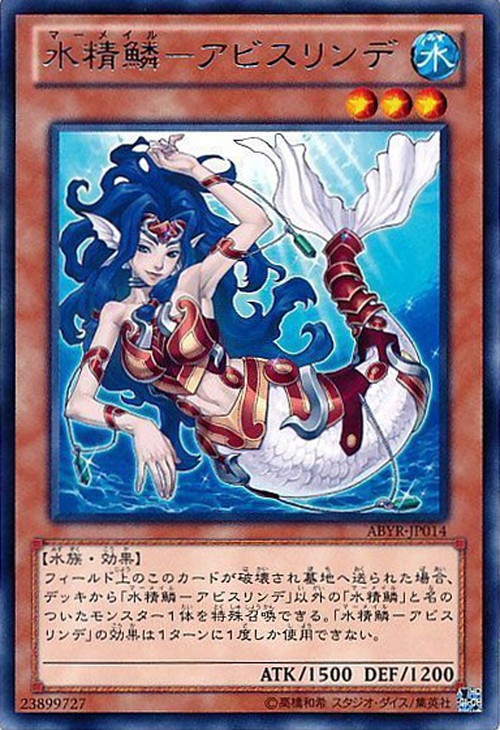 マーメイル
水精鱗－アビスリンデ
水
ABYR-JP014
【水族・効果】
フィールド上のこのカードが破壊され墓地へ送られた場合、
デッキから「水精鱗－アビスリンデ」以外の「水精鱗」と名の
ついたモンスター１体を特殊召喚できる。「水精鱗－アビスリ
ンデ」の効果は１ターンに１度しか使用できない。
ATK/1500 DEF/1200
23899727
©高橋和希 スタジオ・ダイス/集英社